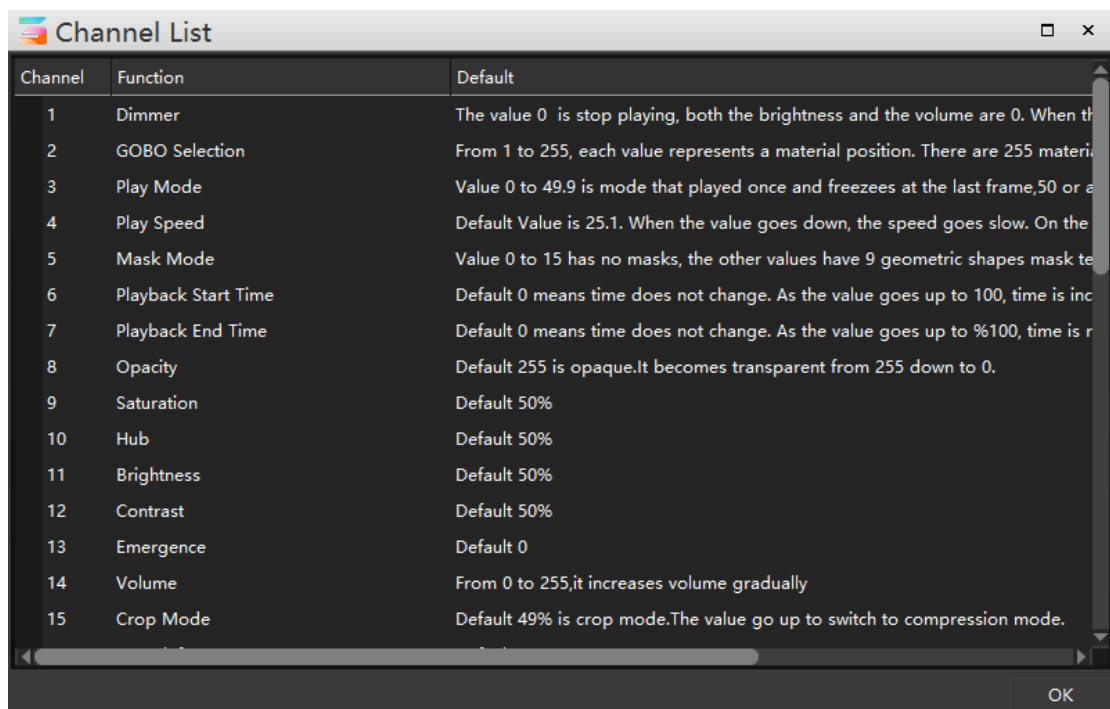 Channel List
Channel Function Default
1 Dimmer The value 0  is stop playing, both the brightness and the volume are 0. When
2 GOBO Selection From 1 to 255, each value represents a material position. There are 255
3 Play Mode Value 0 to 49.9 is mode that played once and freezees at the last frame,50 or
4 Play Speed Default Value is 25.1. When the value goes down, the speed goes slow. On the
5 Mask Mode Value 0 to 15 has no masks, the other values have 9 geometric shapes mask
6 Playback Start Time Default 0 means time does not change. As the value goes up to 100, time is
7 Playback End Time Default 0 means time does not change. As the value goes up to %100, time is
8 Opacity Default 255 is opaque.It becomes transparent from 255 down to 0.
9 Saturation Default 50%
10 Hub Default 50%
11 Brightness Default 50%
12 Contrast Default 50%
13 Emergence Default 0
14 Volume From 0 to 255,it increases volume gradually
15 Crop Mode Default 49% is crop mode.The value go up to switch to compression mode.
OK